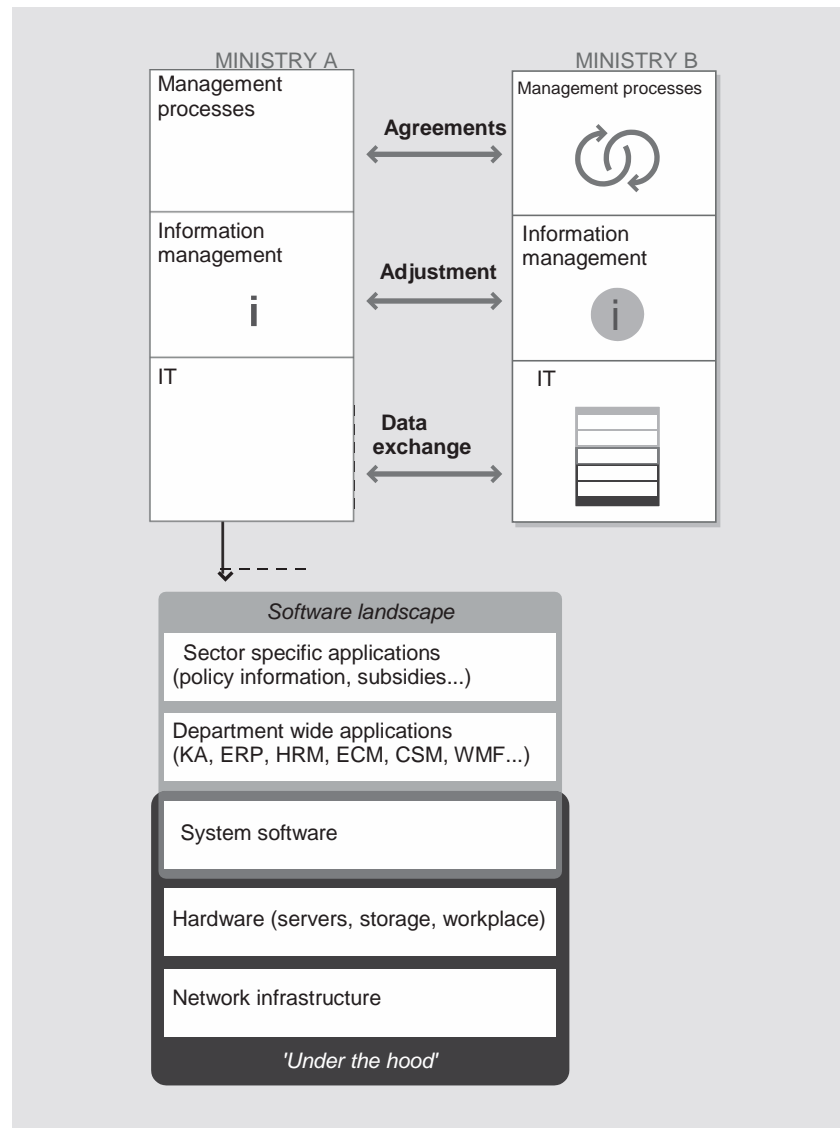 MINISTRY A
MINISTRY B
Management
processes
Agreements
Management processes
Information
management
i
Adjustment
Information
management
i
IT
Data
exchange
IT
Software landscape
Sector specific applications
(policy information, subsidies...)
Department wide applications
(KA, ERP, HRM, ECM, CSM, WMF...)
System software
Hardware (servers, storage, workplace)
Network infrastructure
'Under the hood'